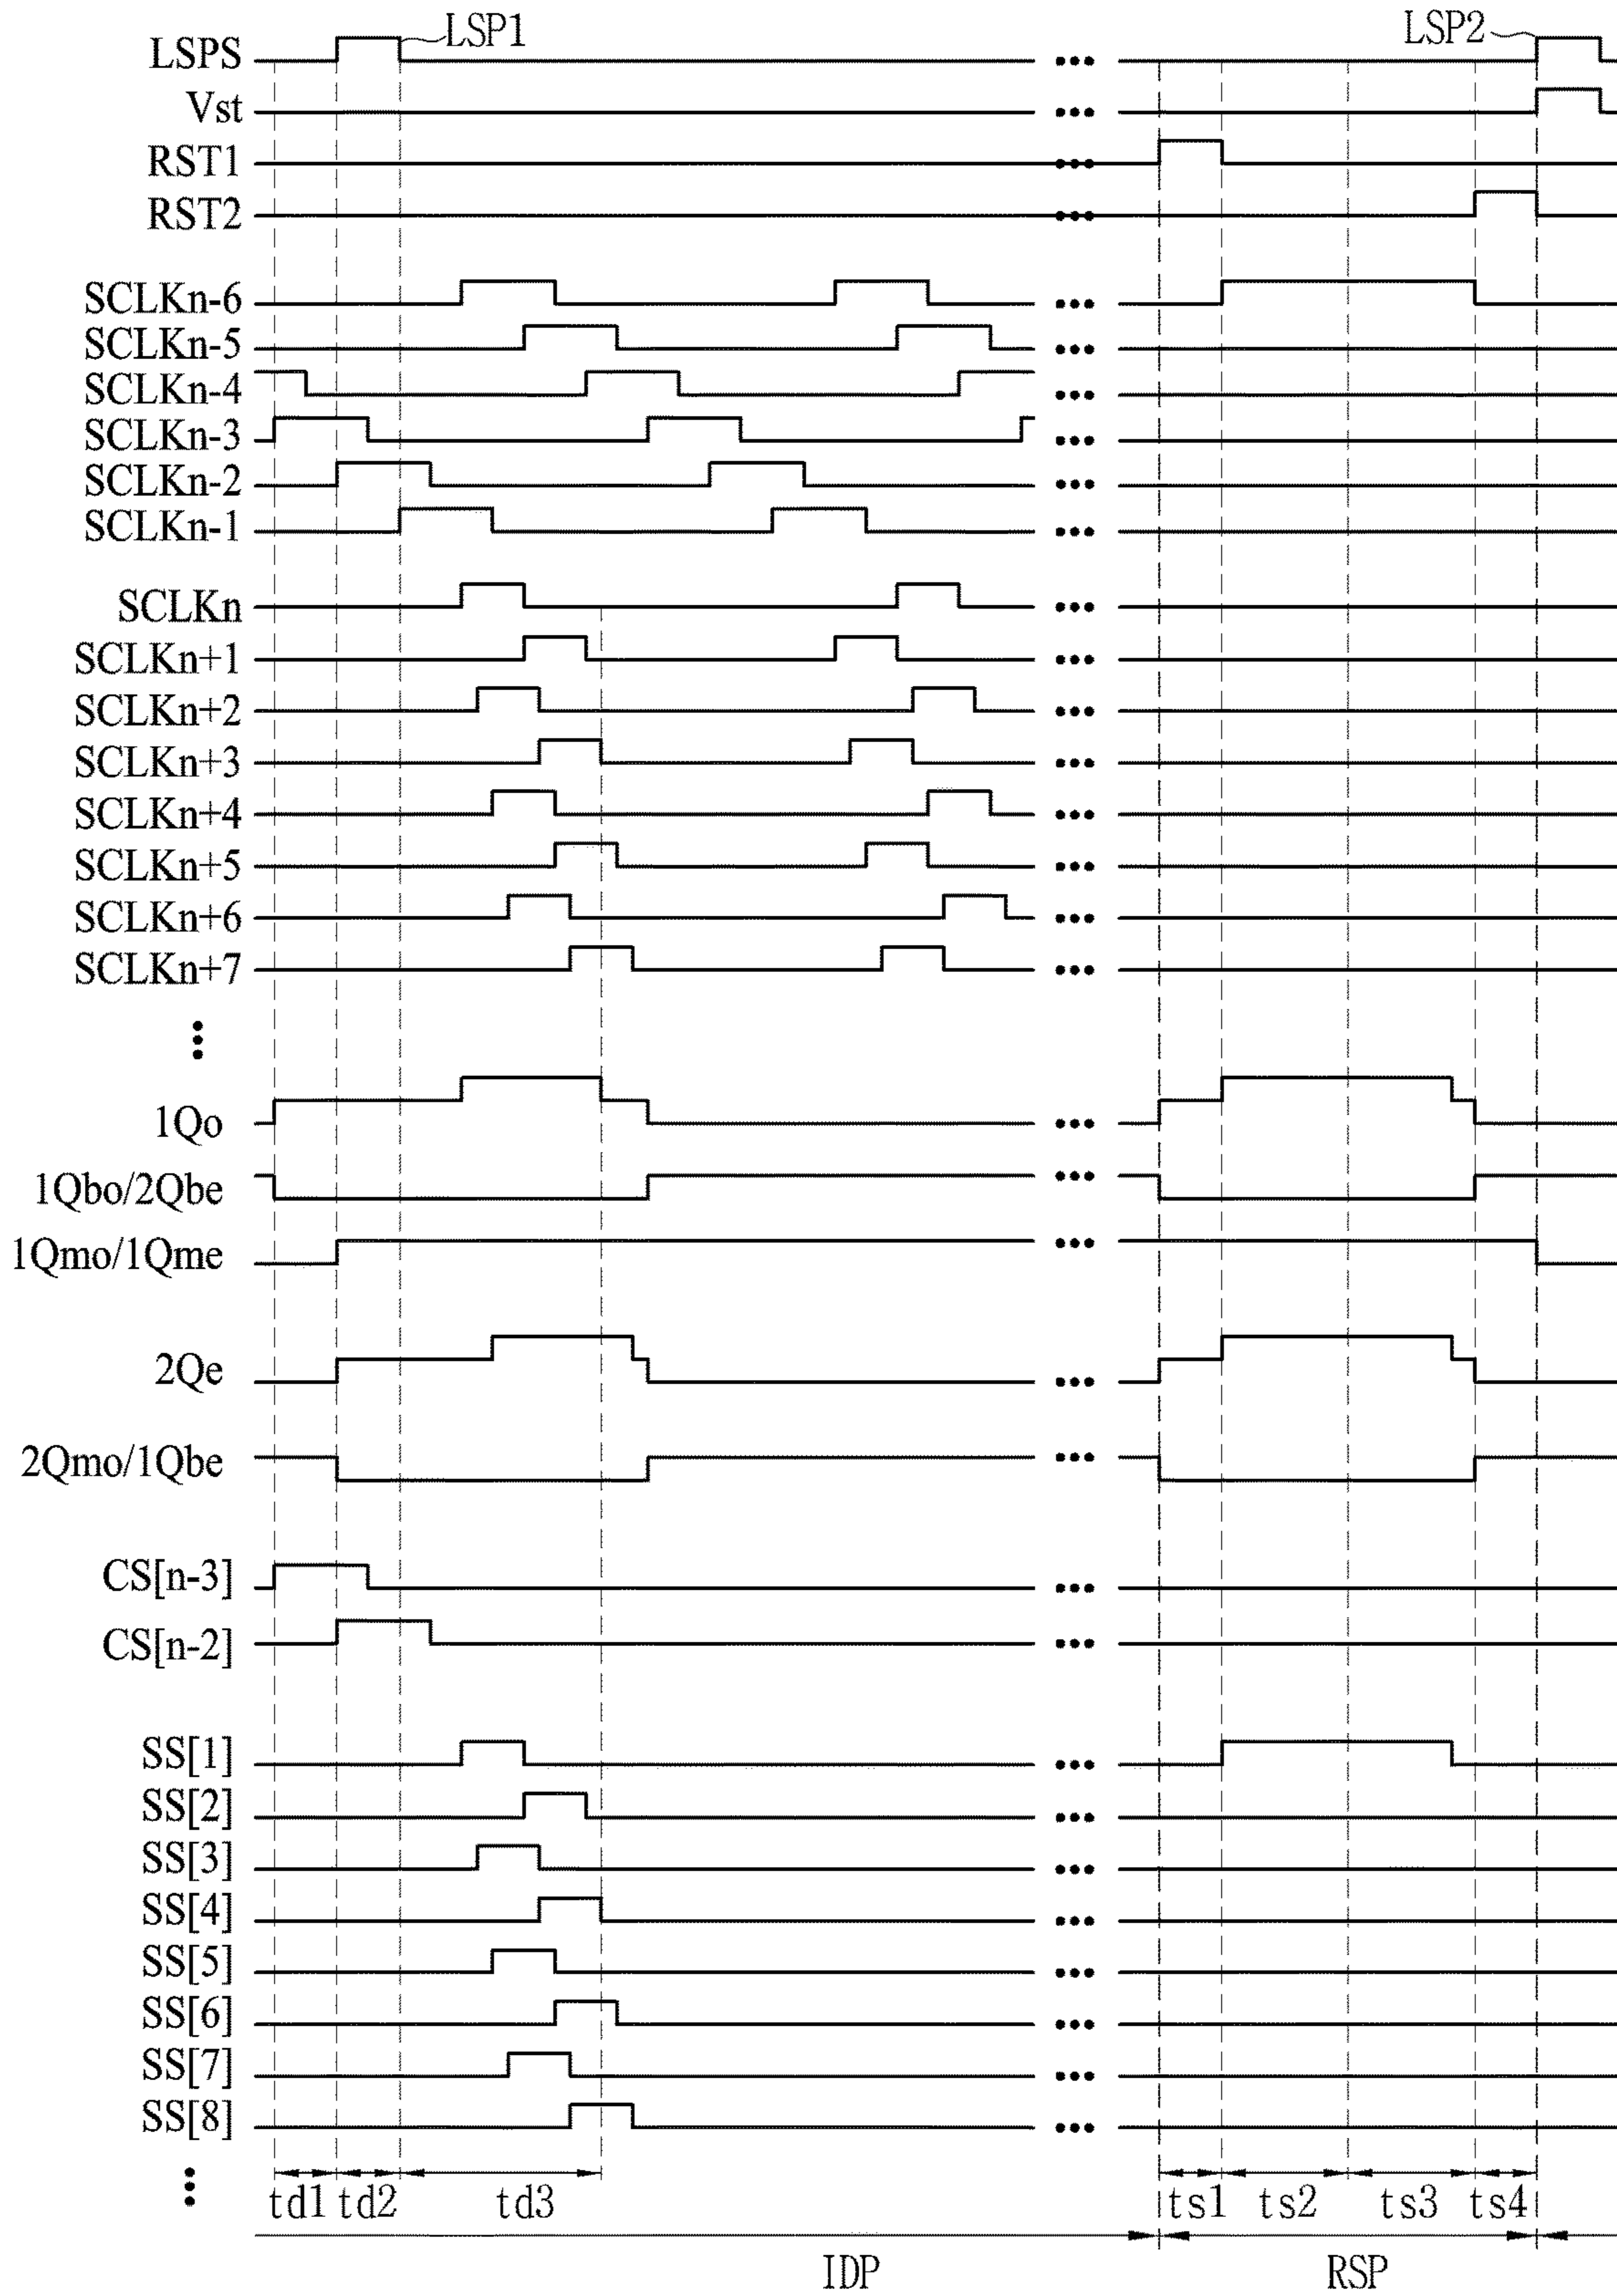 LSPS LSP1 LSP2
Vst
RST1
RST2
SCLKn-6
SCLKn-5
SCLKn-4
SCLKn-3
SCLKn-2
SCLKn-1
SCLKn
SCLKn+1
SCLKn+2
SCLKn+3
SCLKn+4
SCLKn+5
SCLKn+6
SCLKn+7
1Qo
1Qbo/2Qbe
1Qmo/1Qme
2Qe
2Qmo/1Qbe
CS[n-3]
CS[n-2]
SS[1]
SS[2]
SS[3]
SS[4]
SS[5]
SS[6]
SS[7]
SS[8]
td1 td2 td3 ts1 ts2 ts3 ts4
IDP RSP